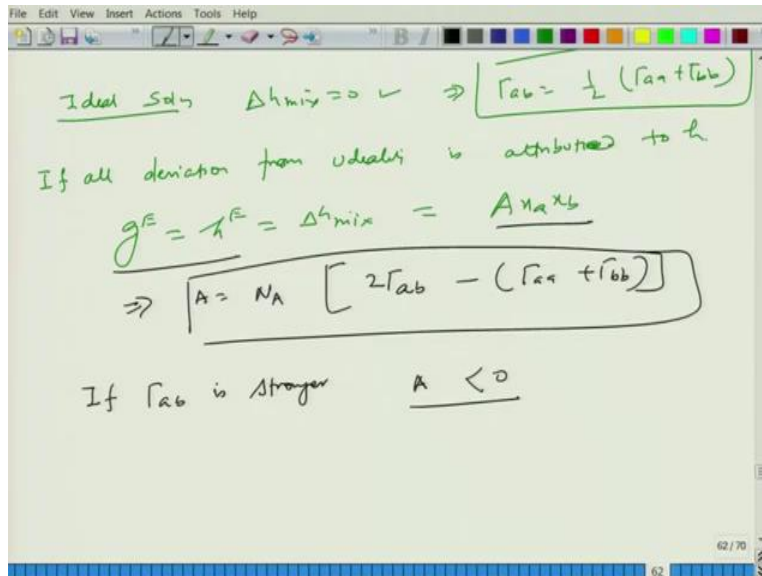 File Edit View Insert Actions Tools Help
Ideal Soln Δhmix=0 ✓ ⇒ Γab = 1/2 (Γaa + Γbb)
If all deviation from ideality is attributed to h
g^E = h^E = Δhmix = A xa xb
⇒ A = NA [2Γab - (Γaa + Γbb)]
If Γab is stronger A < 0
62/70
62